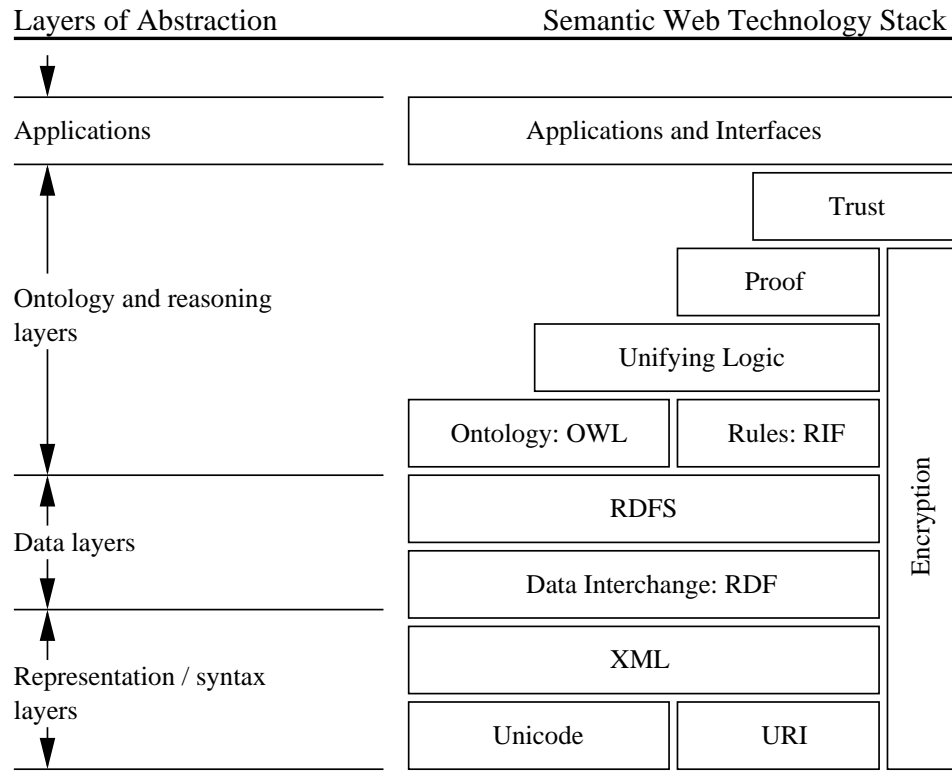 Layers of Abstraction
Semantic Web Technology Stack
Applications
Applications and Interfaces
Trust
Proof
Ontology and reasoning
layers
Unifying Logic
Ontology: OWL
Rules: RIF
Encryption
RDFS
Data layers
Data Interchange: RDF
XML
Representation / syntax
layers
Unicode
URI